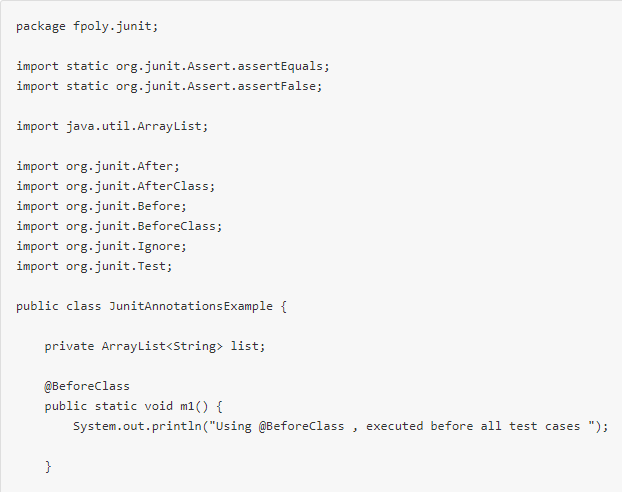 package fpoly.junit;
import static org.junit.Assert.assertEquals;
import static org.junit.Assert.assertFalse;
import java.util.ArrayList;
import org.junit.After;
import org.junit.AfterClass;
import org.junit.Before;
import org.junit.BeforeClass;
import org.junit.Ignore;
import org.junit.Test;
public class JunitAnnotationsExample {
private ArrayList<String> list;
@BeforeClass
public static void m1() {
System.out.println("Using @BeforeClass , executed before all test cases ");
}